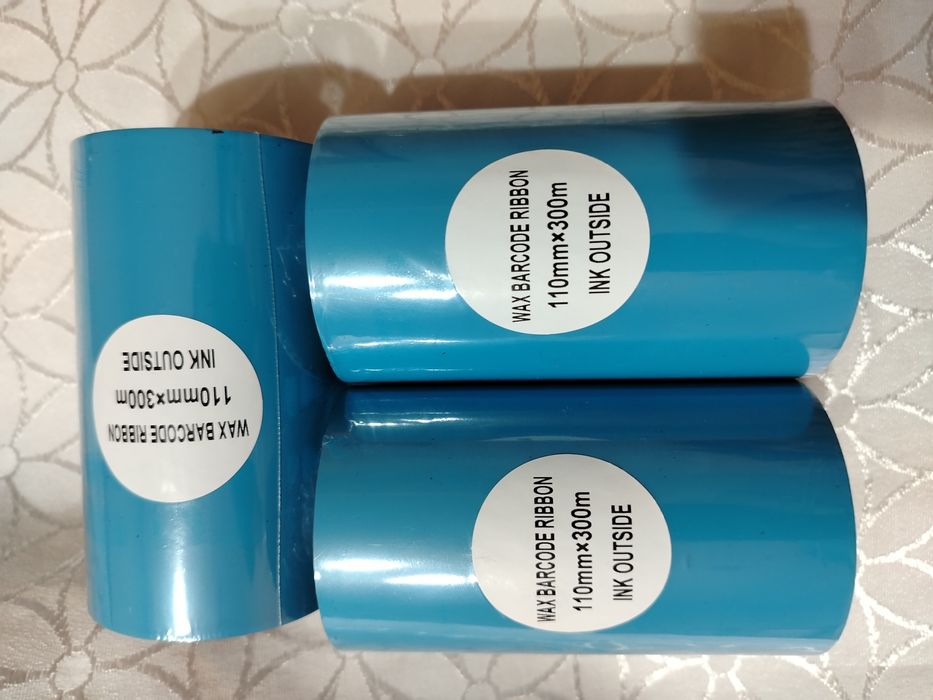 WAX BARCODE RIBBON
110mm×300m
INK OUTSIDE
WAX BARCODE RIBBON
110mm×300m
INK OUTSIDE
WAX BARCODE RIBBON
110mm×300m
INK OUTSIDE